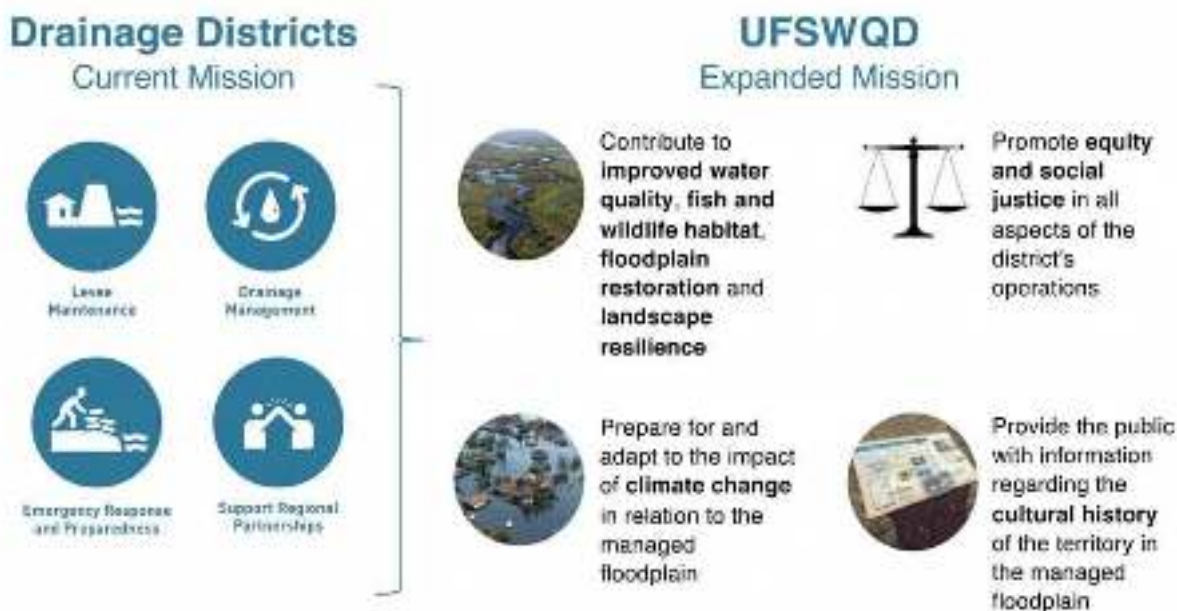 Drainage Districts
Current Mission
Levee
Maintenance
Drainage
Management
Emergency Response
and Preparedness
Support Regional
Partnerships
UFSWQD
Expanded Mission
Contribute to
improved water
quality, fish and
wildlife habitat,
floodplain
restoration and
landscape
resilience
Promote equity
and social
justice in all
aspects of the
district's
operations
Prepare for and
adapt to the impact
of climate change
in relation to the
managed
floodplain
Provide the public
with information
regarding the
cultural history
of the territory in
the managed
floodplain